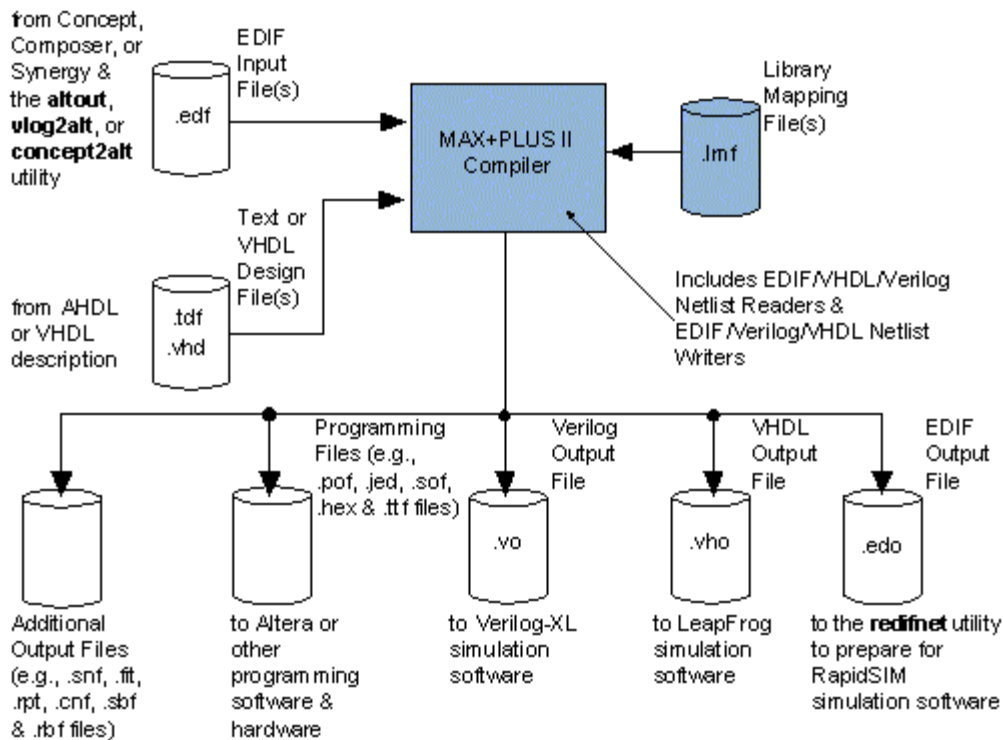 from Concept,
Composer, or
Synergy &
the altout,
vlog2alt, or
concept2alt
utility
EDIF
Input
File(s)
.edf
MAX+PLUS II
Compiler
Library
Mapping
File(s)
.lmf
from AHDL
or VHDL
description
Text or
VHDL
Design
File(s)
.tdf
.vhd
Includes EDIF/VHDL/Verilog
Netlist Readers &
EDIF/Verilog/VHDL Netlist
Writers
Programming
Files (e.g.,
.pof, .jed, .sof,
.hex & .ttf files)
Verilog
Output
File
VHDL
Output
File
EDIF
Output
File
.vo
.vho
.edo
Additional
Output Files
(e.g., .snf, .fit,
.rpt, .cnf, .sbf
& .rbf files)
to Altera or
other
programming
software &
hardware
to Verilog-XL
simulation
software
to LeapFrog
simulation
software
to the redifnet utility
to prepare for
RapidSIM
simulation software